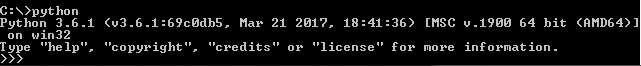 C:\>python
Python 3.6.1 (v3.6.1:69c0db5, Mar 21 2017, 18:41:36) [MSC v.1900 64 bit (AMD64)]
 on win32
Type "help", "copyright", "credits" or "license" for more information.
>>>